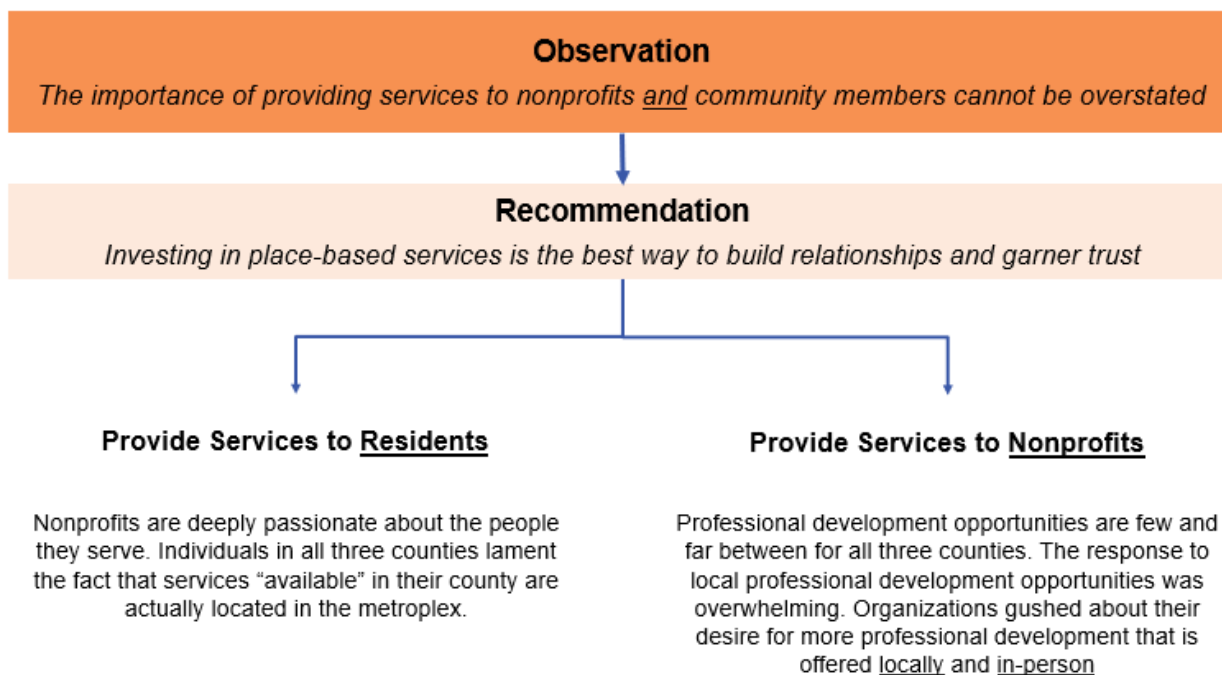 Observation
The importance of providing services to nonprofits and community members cannot be overstated
Recommendation
Investing in place-based services is the best way to build relationships and garner trust
Provide Services to Residents
Nonprofits are deeply passionate about the people
they serve. Individuals in all three counties lament
the fact that services “available” in their county are
actually located in the metroplex.
Provide Services to Nonprofits
Professional development opportunities are few and
far between for all three counties. The response to
local professional development opportunities was
overwhelming. Organizations gushed about their
desire for more professional development that is
offered locally and in-person